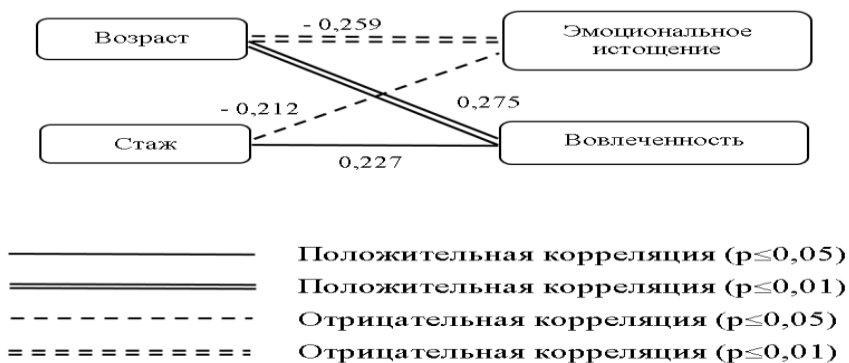 - 0,259
Возраст
Эмоциональное
истощение
- 0,212
0,275
Стаж
Вовлеченность
0,227
Положительная корреляция (p≤0,05)
Положительная корреляция (p≤0,01)
Отрицательная корреляция (p≤0,05)
Отрицательная корреляция (p≤0,01)